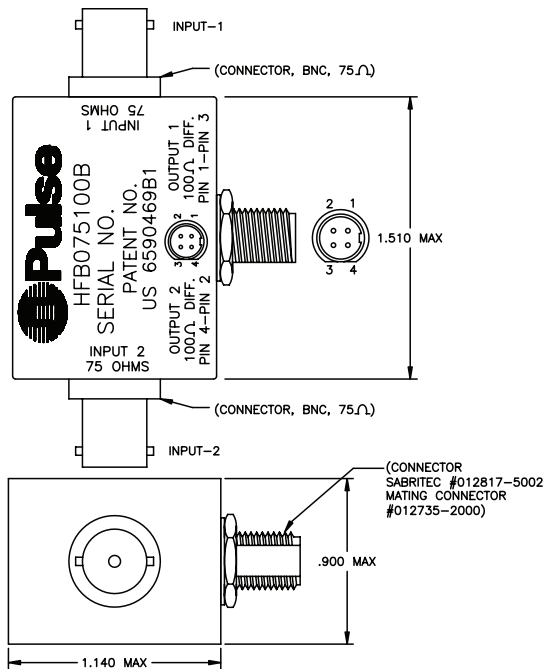 INPUT-1
(CONNECTOR, BNC, 75Ω)
INPUT 1
75 OHMS
Pulse
HFB075100B
SERIAL NO.
PATENT NO.
US 6590469B1
OUTPUT 1
100Ω DIFF.
PIN 1-PIN 3
2 1
3 4
OUTPUT 2
100Ω DIFF.
PIN 4-PIN 2
2 1
3 4
1.510 MAX
INPUT 2
75 OHMS
(CONNECTOR, BNC, 75Ω)
INPUT-2
(CONNECTOR
SABRITEC #012817-5002
MATING CONNECTOR
#012735-2000)
.900 MAX
1.140 MAX